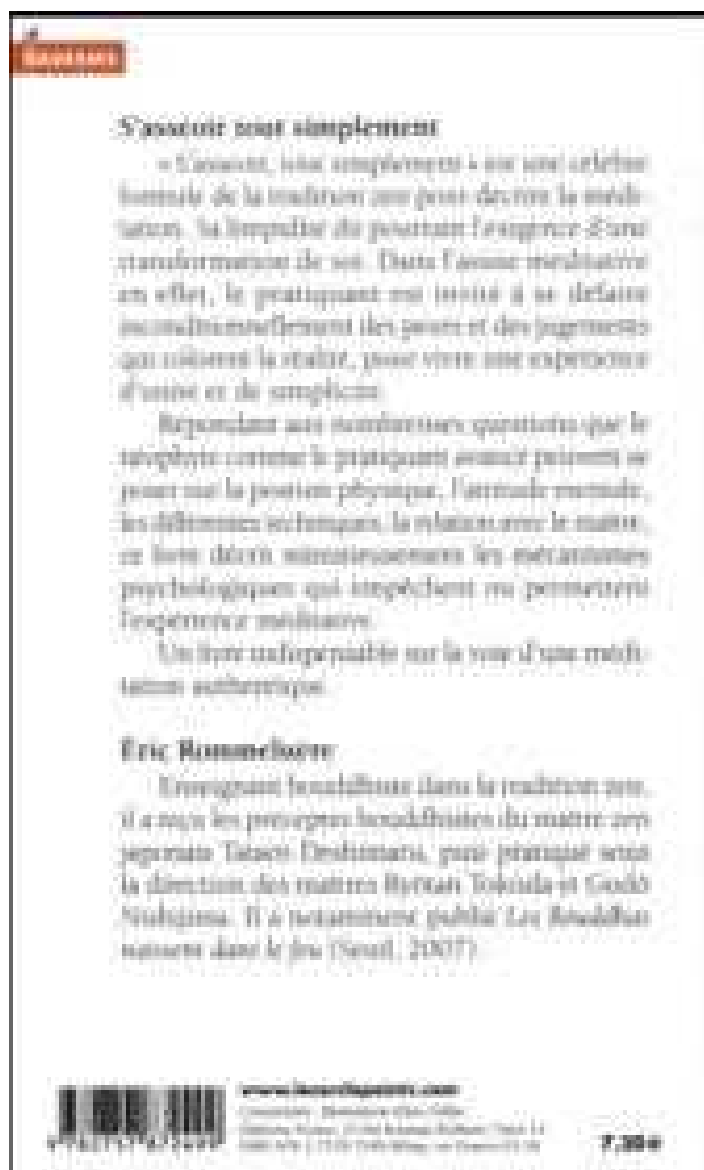 S'asseoir tout simplement
« S'asseoir, tout simplement » est une célèbre
formule de la tradition zen pour décrire la médi-
tation. Sa limpidité dit pourtant l'exigence d'une
transformation de soi. Dans l'assise méditative
en effet, le pratiquant est invité à se défaire
inconditionnellement des peurs et des jugements
qui colorent la réalité, pour vivre une expérience
d'unité et de simplicité.
Répondant aux nombreuses questions que le
néophyte comme le pratiquant avancé peuvent se
poser sur la position physique, l'attitude mentale,
les différentes techniques, la relation avec le maître,
ce livre décrit minutieusement les mécanismes
psychologiques qui empêchent ou permettent
l'expérience méditative.
Un livre indispensable sur la voie d'une médi-
tation authentique.
Éric Rommeluère
Enseignant bouddhiste dans la tradition zen,
il a reçu les préceptes bouddhistes du maître zen
japonais Taisen Deshimaru, puis pratiqué sous
la direction des maîtres Ryôtan Tokuda et Gudô
Nishijima. Il a notamment publié Les Bouddhas
naissent dans le feu (Seuil, 2007).
www.lecerclepoints.com